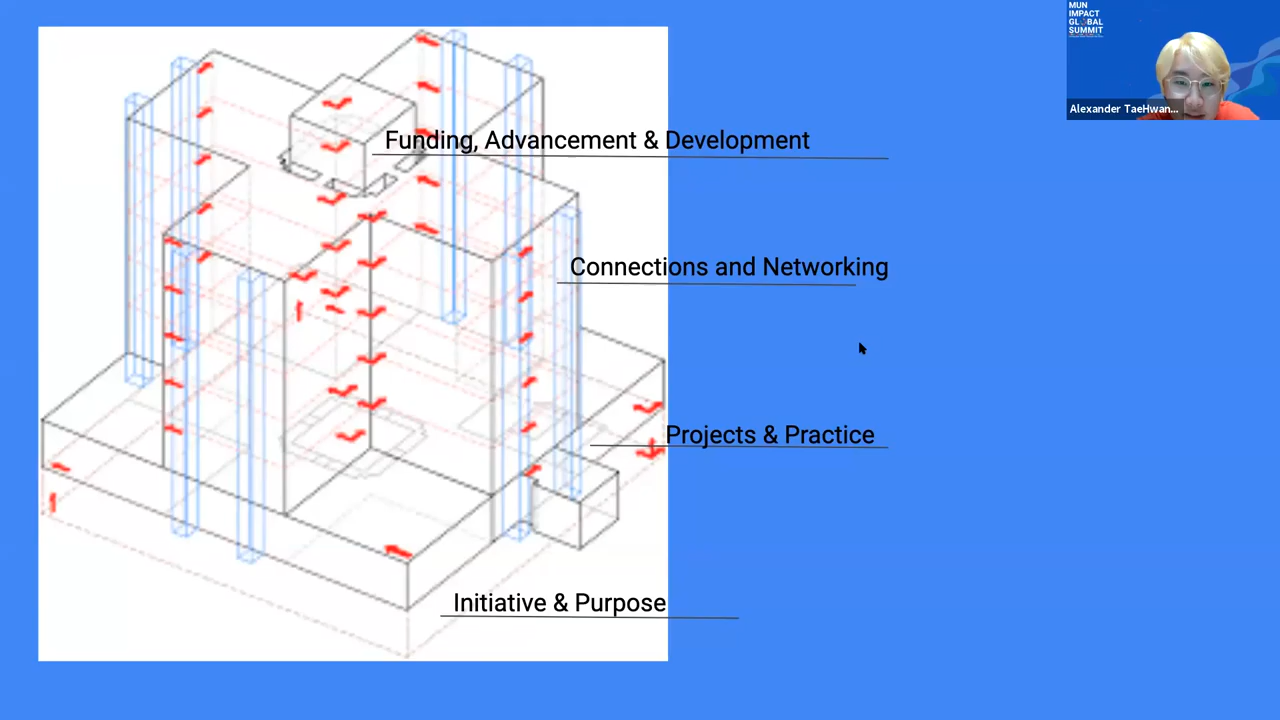 MUN
IMPACT
GLOBAL
SUMMIT
Alexander TaeHwan...
Funding, Advancement & Development
Connections and Networking
Projects & Practice
Initiative & Purpose